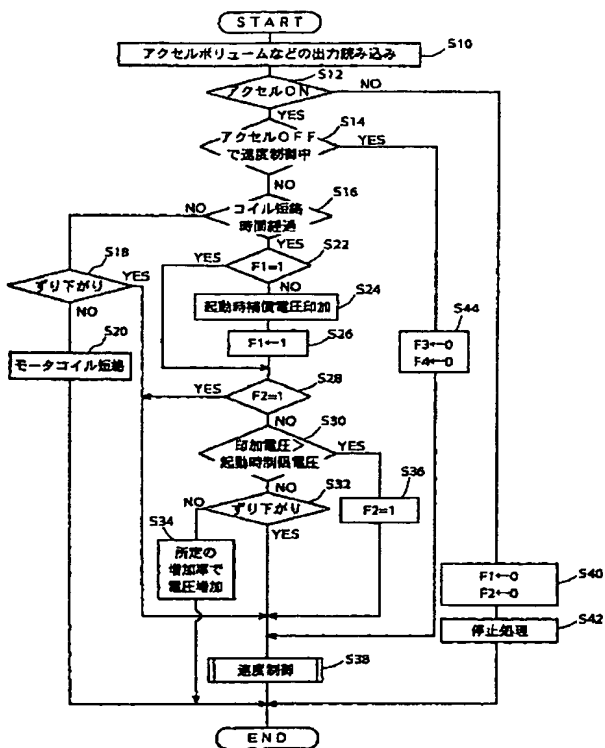 START
アクセルボリュームなどの出力読み込み
S10
S12
アクセルON
NO
YES
S14
アクセルOFF
で速度制御中
YES
NO
S16
コイル短絡
時間経過
NO
YES
S18
ずり下がり
YES
NO
S22
F1=1
YES
NO
S24
起動時補償電圧印加
S20
モータコイル短絡
S26
F1←1
S44
F3←0
F4←0
S28
F2=1
YES
NO
S30
印加電圧>
起動時制限電圧
YES
NO
S32
ずり下がり
NO
YES
S36
F2=1
S34
所定の
増加率で
電圧増加
S40
F1←0
F2←0
S42
停止処理
S38
速度制御
END